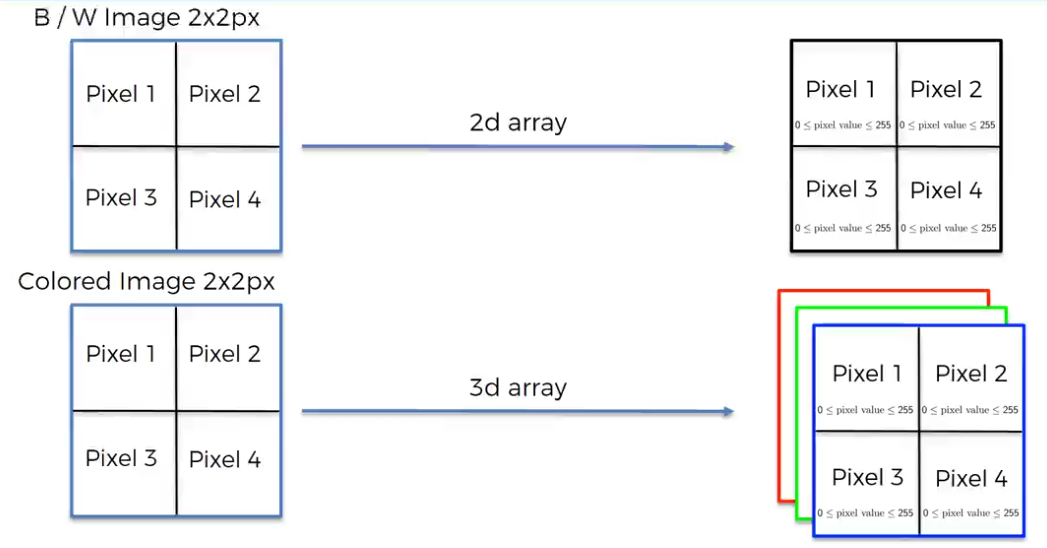 B / W Image 2x2px
Pixel 1 Pixel 2
Pixel 3 Pixel 4
2d array
Pixel 1 Pixel 2
0 ≤ pixel value ≤ 255 0 ≤ pixel value ≤ 255
Pixel 3 Pixel 4
0 ≤ pixel value ≤ 255 0 ≤ pixel value ≤ 255
Colored Image 2x2px
Pixel 1 Pixel 2
Pixel 3 Pixel 4
3d array
Pixel 1 Pixel 2
0 ≤ pixel value ≤ 255 0 ≤ pixel value ≤ 255
Pixel 3 Pixel 4
0 ≤ pixel value ≤ 255 0 ≤ pixel value ≤ 255